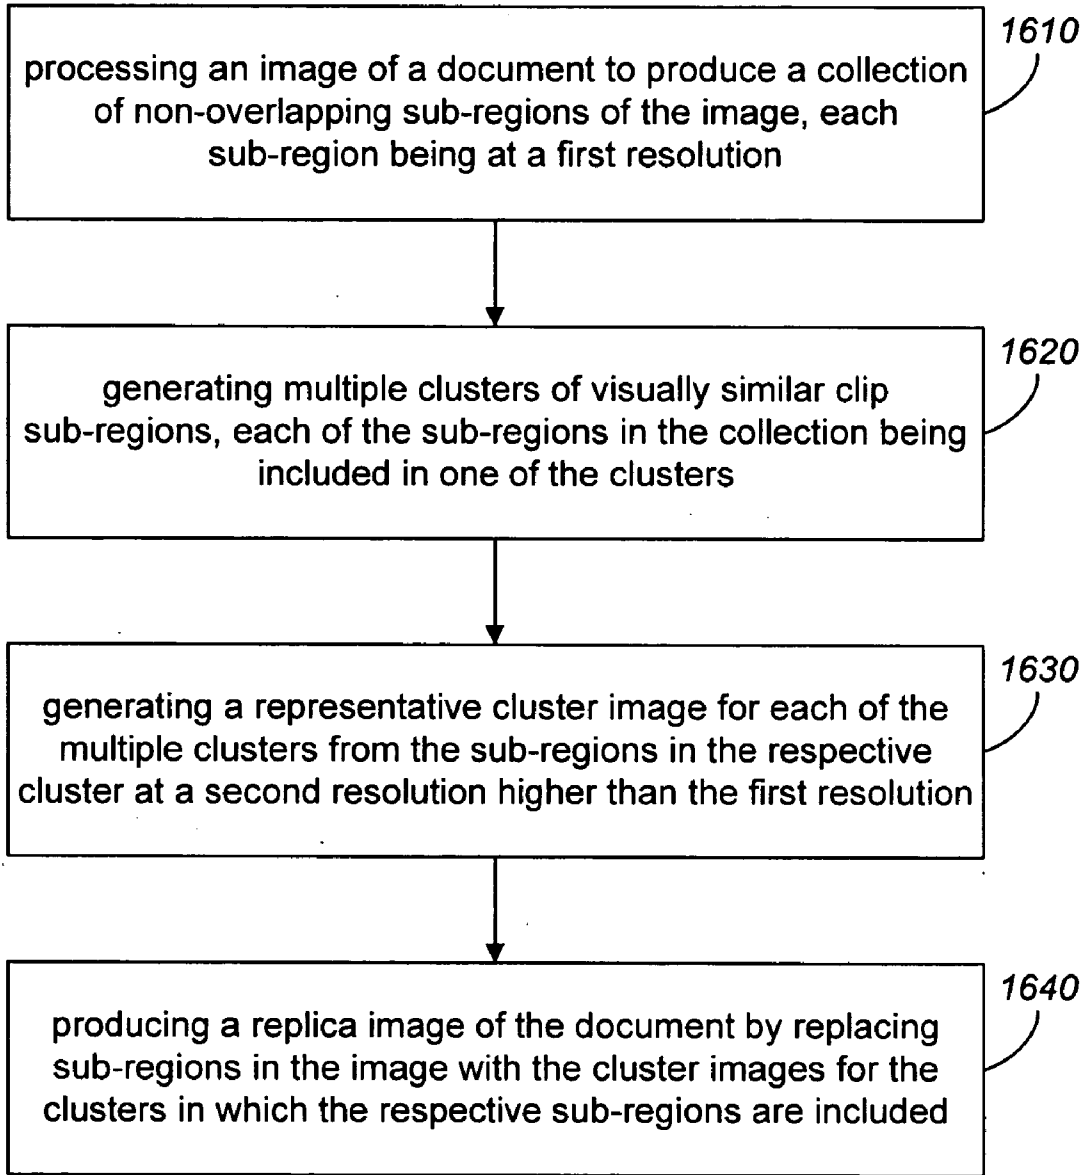 1610
processing an image of a document to produce a collection
of non-overlapping sub-regions of the image, each
sub-region being at a first resolution
1620
generating multiple clusters of visually similar clip
sub-regions, each of the sub-regions in the collection being
included in one of the clusters
1630
generating a representative cluster image for each of the
multiple clusters from the sub-regions in the respective
cluster at a second resolution higher than the first resolution
1640
producing a replica image of the document by replacing
sub-regions in the image with the cluster images for the
clusters in which the respective sub-regions are included